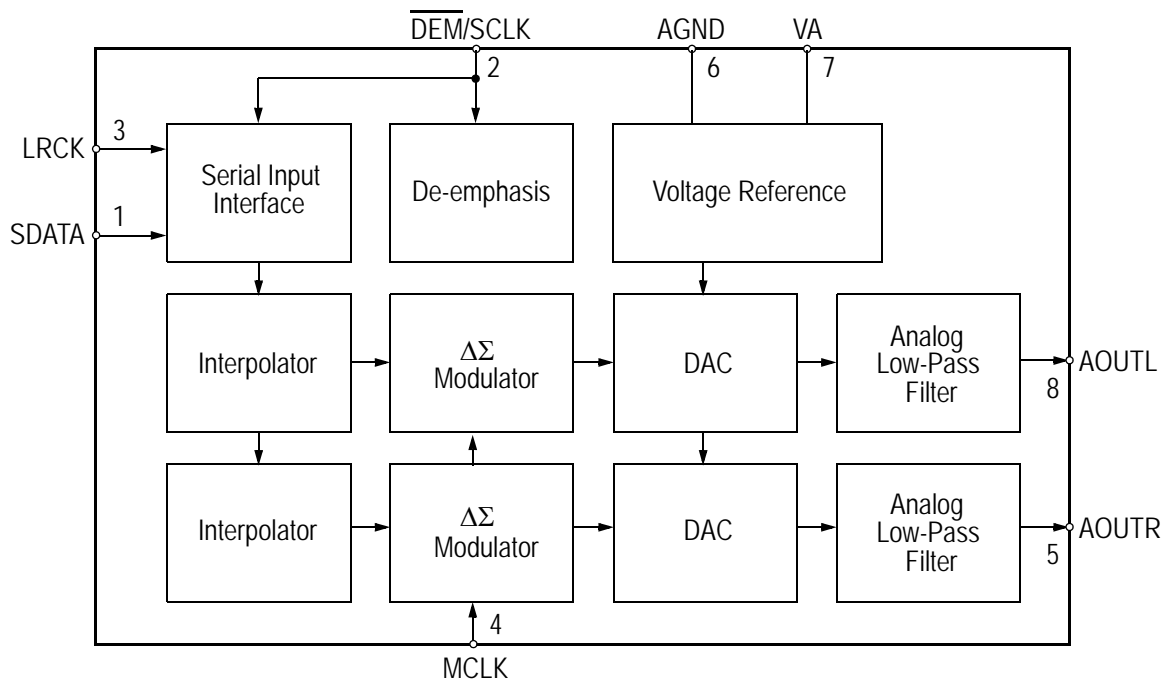 DEM/SCLK
AGND
VA
2
6
7
LRCK
3
SDATA
1
Serial Input
Interface
De-emphasis
Voltage Reference
Interpolator
ΔΣ
Modulator
DAC
Analog
Low-Pass
Filter
AOUTL
8
Interpolator
ΔΣ
Modulator
DAC
Analog
Low-Pass
Filter
AOUTR
5
4
MCLK